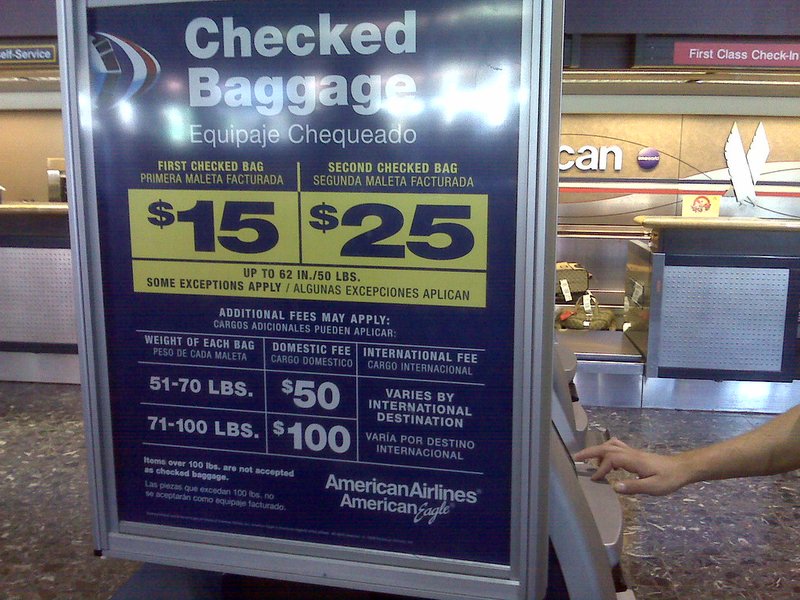 elf-Service
First Class Check-In
Checked
Baggage
Equipaje Chequeado
can
FIRST CHECKED BAG
PRIMERA MALETA FACTURADA
SECOND CHECKED BAG
SEGUNDA MALETA FACTURADA
$15
$25
UP TO 62 IN./50 LBS.
SOME EXCEPTIONS APPLY / ALGUNAS EXCEPCIONES APLICAN
ADDITIONAL FEES MAY APPLY:
CARGOS ADICIONALES PUEDEN APLICAR:
WEIGHT OF EACH BAG
PESO DE CADA MALETA
DOMESTIC FEE
CARGO DOMESTICO
INTERNATIONAL FEE
CARGO INTERNACIONAL
51-70 LBS.
$50
71-100 LBS.
$100
VARIES BY
INTERNATIONAL
DESTINATION
VARÍA POR DESTINO
INTERNACIONAL
Items over 100 lbs. are not accepted
as checked baggage.
Las piezas que excedan 100 lbs. no
se aceptarán como equipaje facturado.
AmericanAirlines®
American Eagle®